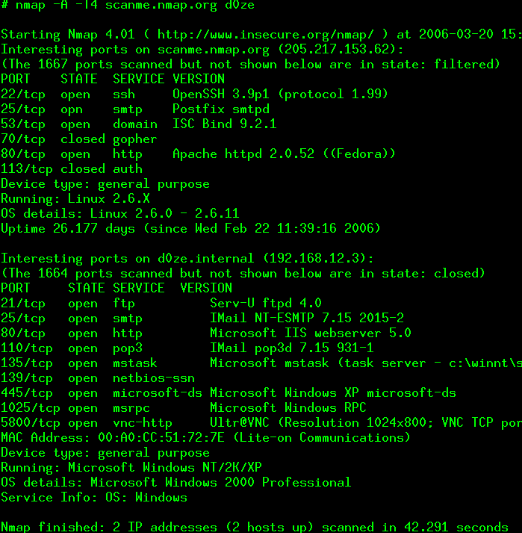 # nmap -A -T4 scanme.nmap.org d0ze
Starting Nmap 4.01 ( http://www.insecure.org/nmap/ ) at 2006-03-20 15:
Interesting ports on scanme.nmap.org (205.217.153.62):
(The 1667 ports scanned but not shown below are in state: filtered)
PORT STATE SERVICE VERSION
22/tcp open ssh OpenSSH 3.9p1 (protocol 1.99)
25/tcp opn smtp Postfix smtpd
53/tcp open domain ISC Bind 9.2.1
70/tcp closed gopher
80/tcp open http Apache httpd 2.0.52 ((Fedora))
113/tcp closed auth
Device type: general purpose
Running: Linux 2.6.X
OS details: Linux 2.6.0 - 2.6.11
Uptime 26.177 days (since Wed Feb 22 11:39:16 2006)
Interesting ports on d0ze.internal (192.168.12.3):
(The 1664 ports scanned but not shown below are in state: closed)
PORT STATE SERVICE VERSION
21/tcp open ftp Serv-U ftpd 4.0
25/tcp open smtp IMail NT-ESMTP 7.15 2015-2
80/tcp open http Microsoft IIS webserver 5.0
110/tcp open pop3 IMail pop3d 7.15 931-1
135/tcp open mstask Microsoft mstask (task server - c:\winnt\s
139/tcp open netbios-ssn
445/tcp open microsoft-ds Microsoft Windows XP microsoft-ds
1025/tcp open msrpc Microsoft Windows RPC
5800/tcp open vnc-http Ultr@VNC (Resolution 1024x800; VNC TCP por
MAC Address: 00:A0:CC:51:72:7E (Lite-on Communications)
Device type: general purpose
Running: Microsoft Windows NT/2K/XP
OS details: Microsoft Windows 2000 Professional
Service Info: OS: Windows
Nmap finished: 2 IP addresses (2 hosts up) scanned in 42.291 seconds